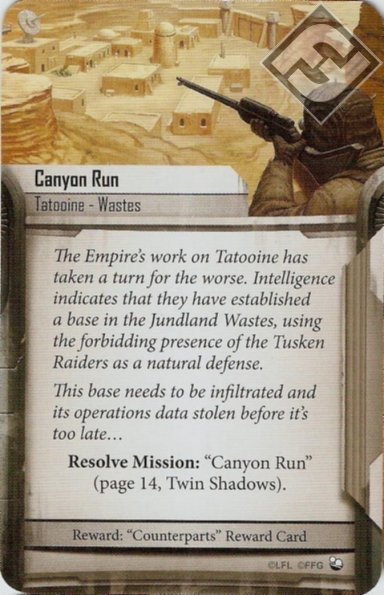 Canyon Run
Tatooine - Wastes
The Empire's work on Tatooine has
taken a turn for the worse. Intelligence
indicates that they have established
a base in the Jundland Wastes, using
the forbidding presence of the Tusken
Raiders as a natural defense.
This base needs to be infiltrated and
its operations data stolen before it's
too late…
Resolve Mission: “Canyon Run”
(page 14, Twin Shadows).
Reward: “Counterparts” Reward Card
©LFL ©FFG